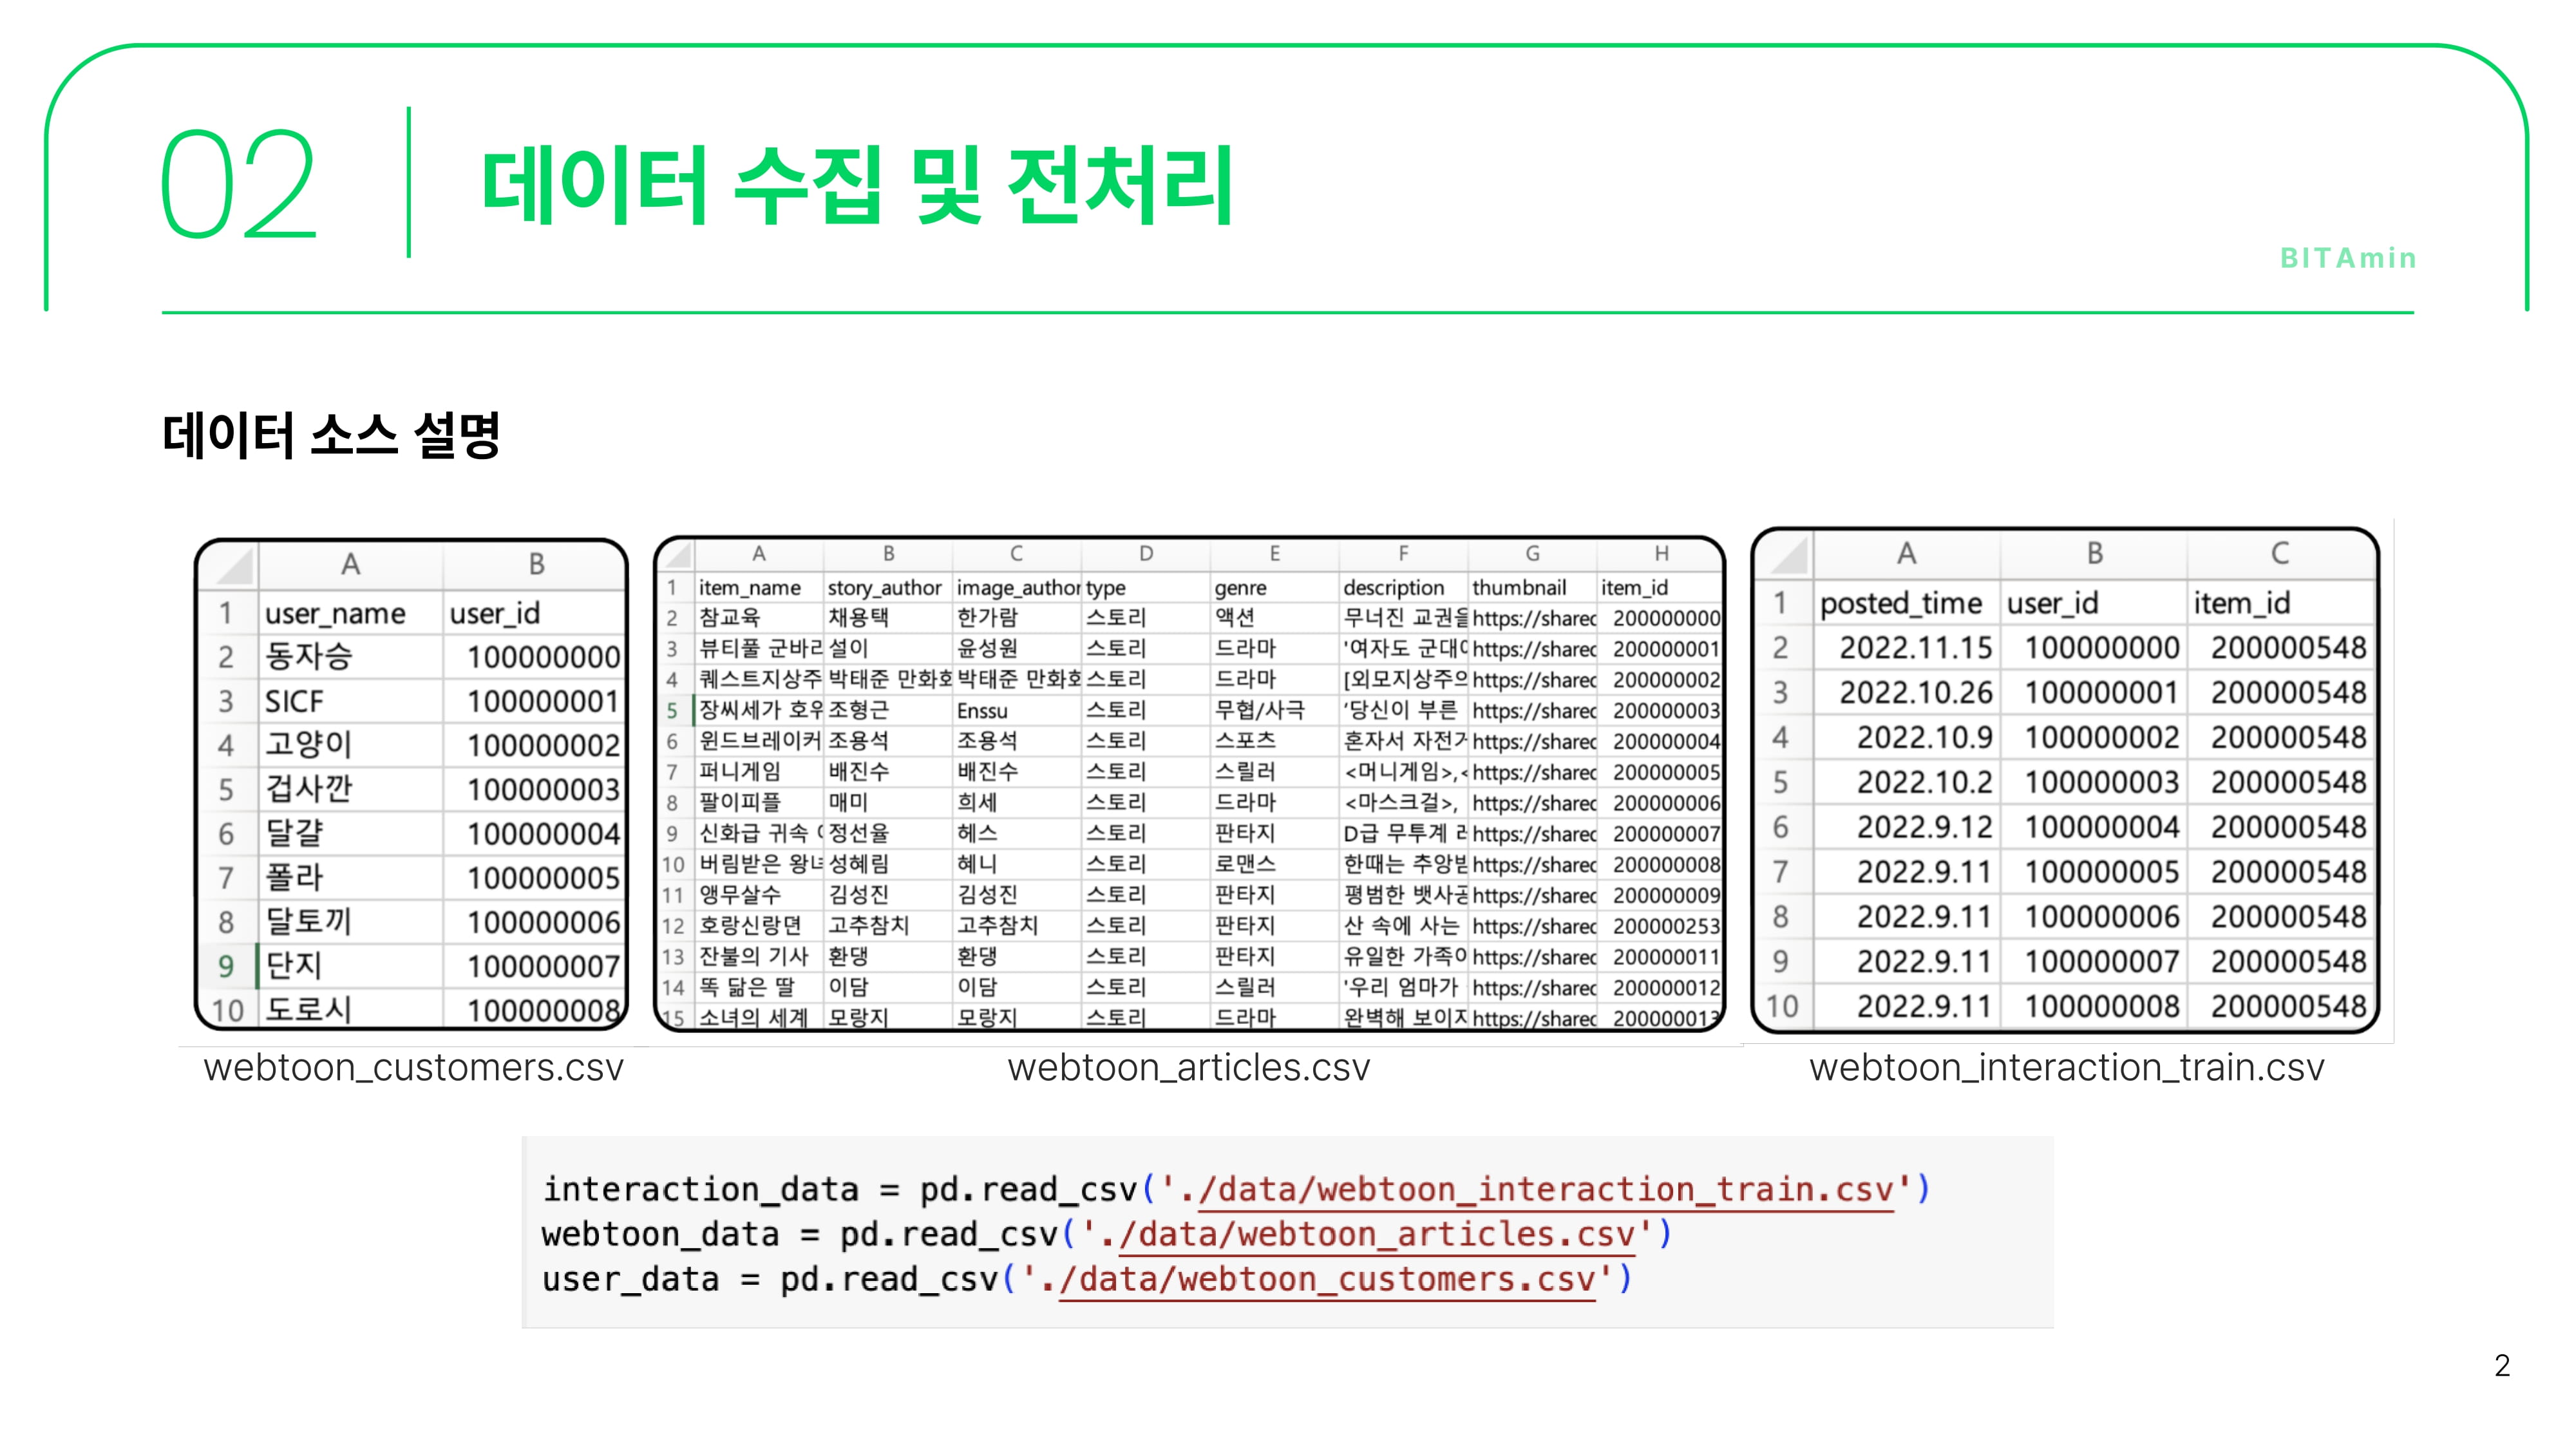 02
데이터 수집 및 전처리
BITAmin
데이터 소스 설명
A B
1 user_name user_id
2 동자승 100000000
3 SICF 100000001
4 고양이 100000002
5 겁사깐 100000003
6 달걀 100000004
7 폴라 100000005
8 달토끼 100000006
9 단지 100000007
10 도로시 100000008
webtoon_customers.csv
A B C D E F G H
1 item_name story_author image_author type genre description thumbnail item_id
2 참교육 채용택 한가람 스토리 액션 무너진 교권을 https://shared 200000000
3 뷰티풀 군바리 설이 윤성원 스토리 드라마 '여자도 군대 https://shared 200000001
4 퀘스트지상주 박태준 만화회 박태준 만화회 스토리 드라마 [외모지상주의 https://shared 200000002
5 장씨세가 호위 조형근 Enssu 스토리 무협/사극 '당신이 부른 https://shared 200000003
6 윈드브레이커 조용석 조용석 스토리 스포츠 혼자서 자전거 https://shared 200000004
7 퍼니게임 배진수 배진수 스토리 스릴러 <머니게임>,< https://shared 200000005
8 팔이피플 매미 희세 스토리 드라마 <마스크걸>, https://shared 200000006
9 신화급 귀속 정선율 헤스 스토리 판타지 D급 무투계 https://shared 200000007
10 버림받은 왕녀 성혜림 혜니 스토리 로맨스 한때는 추앙받 https://shared 200000008
11 앵무살수 김성진 김성진 스토리 판타지 평범한 뱃사공 https://shared 200000009
12 호랑신랑뎐 고추참치 고추참치 스토리 판타지 산 속에 사는 https://shared 200000253
13 잔불의 기사 환댕 환댕 스토리 판타지 유일한 가족이 https://shared 200000011
14 똑 닮은 딸 이담 이담 스토리 스릴러 '우리 엄마가 https://shared 200000012
15 소녀의 세계 모랑지 모랑지 스토리 드라마 완벽해 보이지 https://shared 200000013
webtoon_articles.csv
A B C
1 posted_time user_id item_id
2 2022.11.15 100000000 200000548
3 2022.10.26 100000001 200000548
4 2022.10.9 100000002 200000548
5 2022.10.2 100000003 200000548
6 2022.9.12 100000004 200000548
7 2022.9.11 100000005 200000548
8 2022.9.11 100000006 200000548
9 2022.9.11 100000007 200000548
10 2022.9.11 100000008 200000548
webtoon_interaction_train.csv
interaction_data = pd.read_csv('./data/webtoon_interaction_train.csv')
webtoon_data = pd.read_csv('./data/webtoon_articles.csv')
user_data = pd.read_csv('./data/webtoon_customers.csv')
2